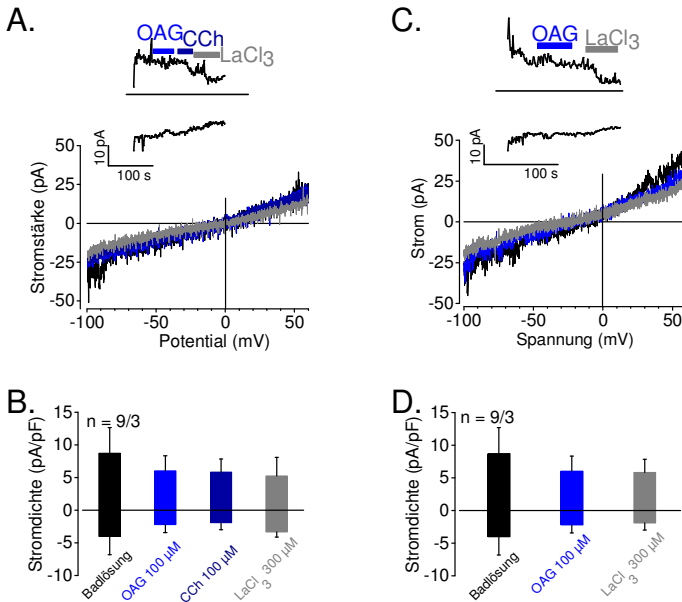 A.
OAG CCh
LaCl3
10 pA
100 s
Stromstärke (pA)
50
25
0
-25
-50
-100
-50
0
50
Potential (mV)
C.
OAG
LaCl3
10 pA
100 s
Strom (pA)
50
25
0
-25
50
-100
-50
0
50
Spannung (mV)
B.
n = 9/3
Stromdichte (pA/pF)
15
10
5
0
-5
-10
Badlösung
OAG 100 µM
CCh 100 µM
LaCl3 300 µM
D.
n = 9/3
Stromdichte (pA/pF)
15
10
5
0
-5
-10
Badlösung
OAG 100 µM
LaCl3 300 µM